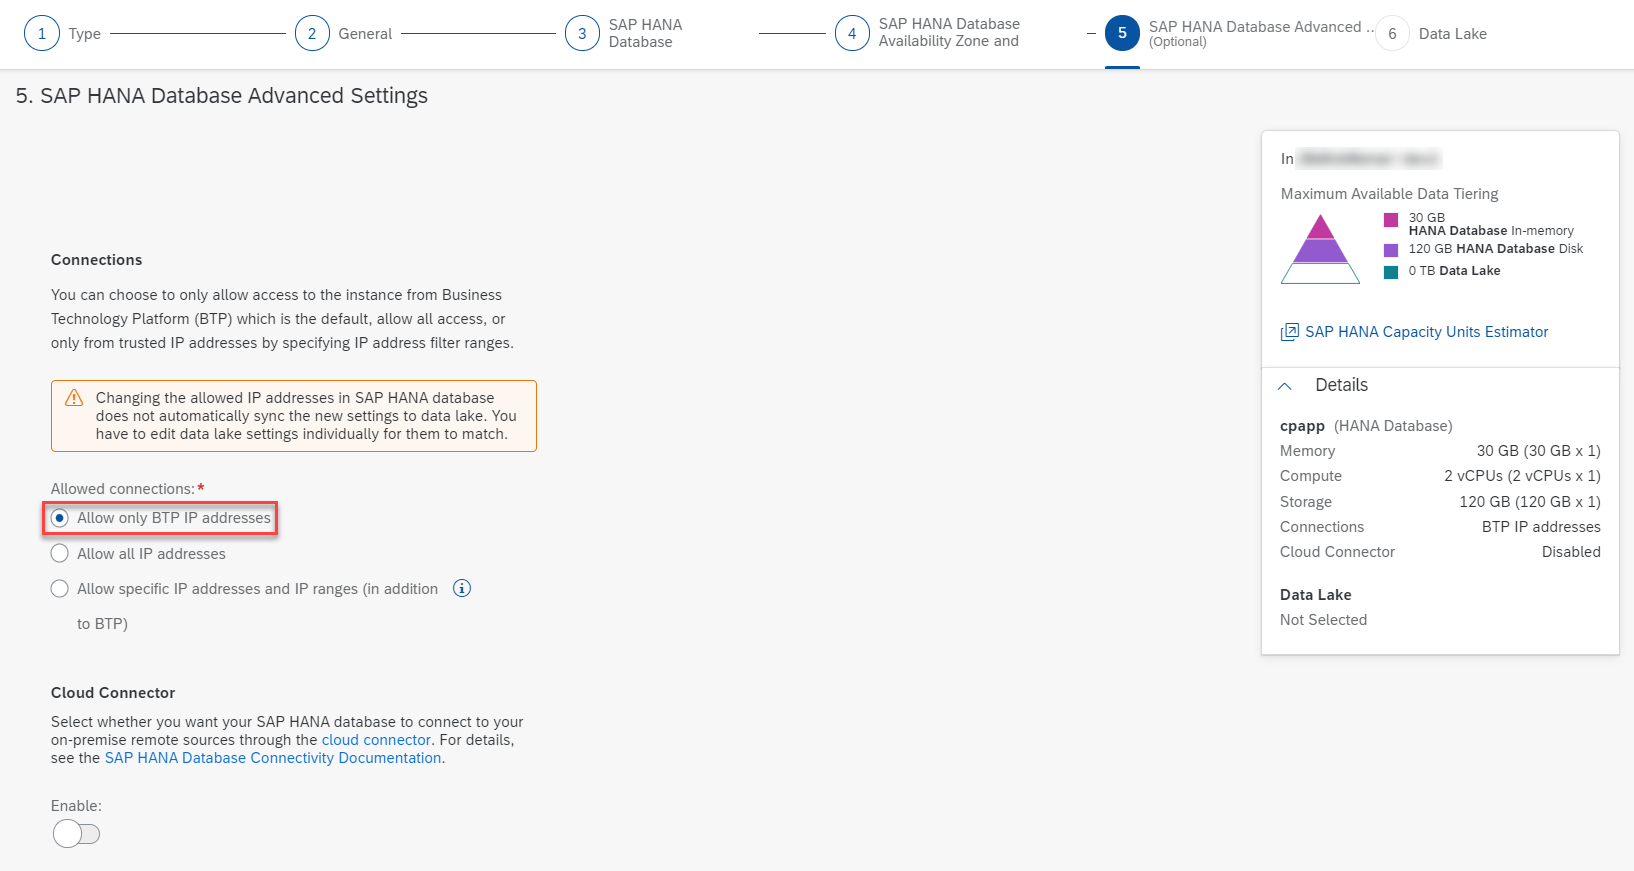 1 Type
2 General
3 SAP HANA
Database
4 SAP HANA Database
Availability Zone and
5 SAP HANA Database Advanced ..
(Optional)
6 Data Lake
5. SAP HANA Database Advanced Settings
Connections
You can choose to only allow access to the instance from Business
Technology Platform (BTP) which is the default, allow all access, or
only from trusted IP addresses by specifying IP address filter ranges.
Changing the allowed IP addresses in SAP HANA database
does not automatically sync the new settings to data lake. You
have to edit data lake settings individually for them to match.
Allowed connections:*
Allow only BTP IP addresses
Allow all IP addresses
Allow specific IP addresses and IP ranges (in addition
to BTP)
Cloud Connector
Select whether you want your SAP HANA database to connect to your
on-premise remote sources through the cloud connector. For details,
see the SAP HANA Database Connectivity Documentation.
Enable:
In
Maximum Available Data Tiering
30 GB
HANA Database In-memory
120 GB HANA Database Disk
0 TB Data Lake
SAP HANA Capacity Units Estimator
Details
cpapp (HANA Database)
Memory 30 GB (30 GB x 1)
Compute 2 vCPUs (2 vCPUs x 1)
Storage 120 GB (120 GB x 1)
Connections BTP IP addresses
Cloud Connector Disabled
Data Lake
Not Selected